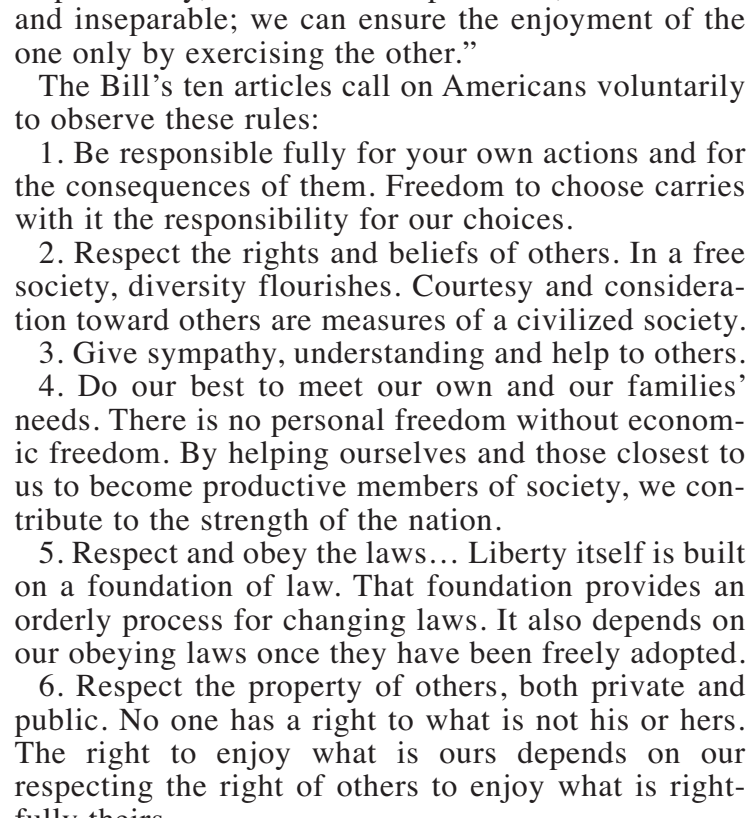 and inseparable; we can ensure the enjoyment of the
one only by exercising the other.”
The Bill’s ten articles call on Americans voluntarily
to observe these rules:
1. Be responsible fully for your own actions and for
the consequences of them. Freedom to choose carries
with it the responsibility for our choices.
2. Respect the rights and beliefs of others. In a free
society, diversity flourishes. Courtesy and considera-
tion toward others are measures of a civilized society.
3. Give sympathy, understanding and help to others.
4. Do our best to meet our own and our families’
needs. There is no personal freedom without econom-
ic freedom. By helping ourselves and those closest to
us to become productive members of society, we con-
tribute to the strength of the nation.
5. Respect and obey the laws… Liberty itself is built
on a foundation of law. That foundation provides an
orderly process for changing laws. It also depends on
our obeying laws once they have been freely adopted.
6. Respect the property of others, both private and
public. No one has a right to what is not his or hers.
The right to enjoy what is ours depends on our
respecting the right of others to enjoy what is right-
fully theirs